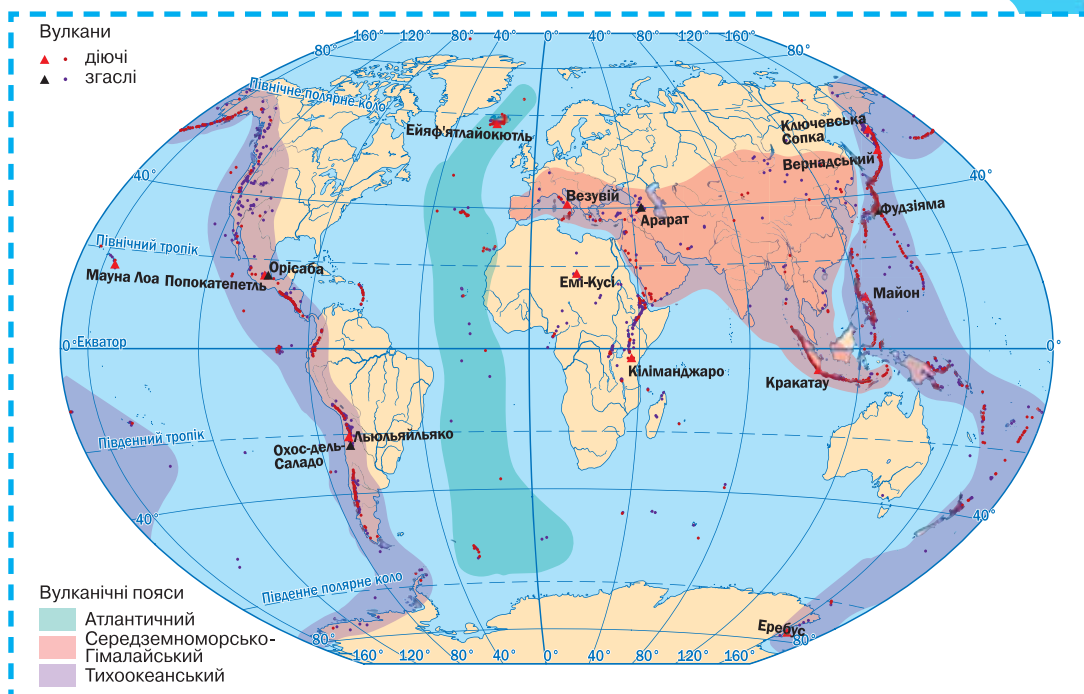 Вулкани
діючі
згаслі
160° 120° 80° 40° 0° 40° 80° 120° 160°
80°
80°
Північне полярне коло
Ейяф'ятлайокютль
Ключевська
Сопка
Вернадський
40°
40°
Везувій
Арарат
Фудзіяма
Північний тропік
Мауна Лоа
Попокатепетль
Орісаба
Емі-Кусі
Майон
0°
Екватор
0°
Кіліманджаро
Кракатау
Південний тропік
Льюльяйльяко
Охос-дель-
Саладо
40°
40°
Південне полярне коло
Еребус
80°
80°
160° 120° 80° 40° 0° 40° 80° 120° 160°
Вулканічні пояси
Атлантичний
Середземноморсько-
Гімалайський
Тихоокеанський